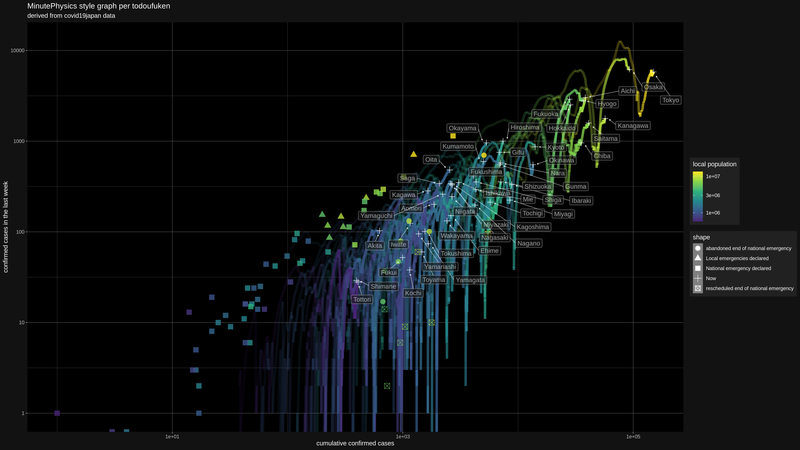 MinutePhysics style graph per todoufuken
derived from covid19japan data
confirmed cases in the last week
10000
1000
100
10
1
Osaka
Aichi
Tokyo
Hyogo
Fukuoka
Kanagawa
Okayama
Hiroshima
Hokkaido
Saitama
Kumamoto
Kyoto
Gifu
Chiba
Oita
Okinawa
Fukushima
Nara
Saga
Shizuoka
Gunma
Kagawa
Ishikawa
Mie
Shiga
Ibaraki
Aomori
Niigata
Tochigi
Miyagi
Yamaguchi
Miyazaki
Kagoshima
Wakayama
Nagasaki
Nagano
Akita
Iwate
Ehime
Tokushima
Yamanashi
Fukui
Toyama
Yamagata
Shimane
Kochi
Tottori
1e+01
1e+03
1e+05
cumulative confirmed cases
local population
1e+07
3e+06
1e+06
shape
abandoned end of national emergency
Local emergencies declared
National emergency declared
Now
rescheduled end of national emergency